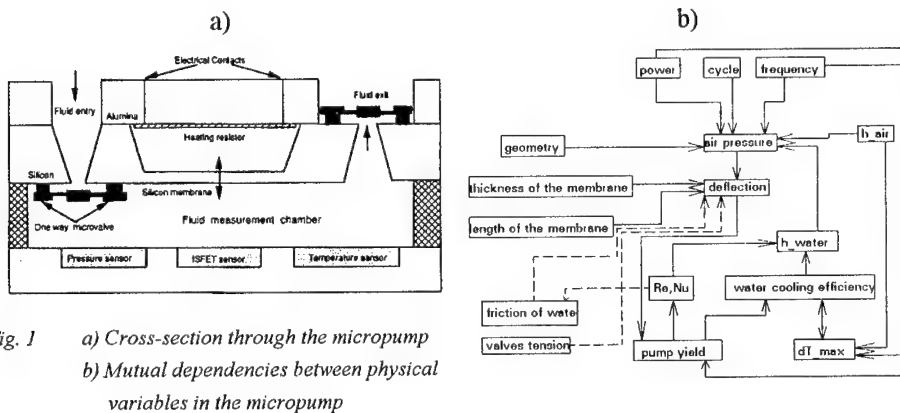 a)
Electrical Contacts
Fluid entry
Alumina
Fluid exit
Heating resistor
Silicon
Silicon membrane
One way microvalve
Fluid measurement chamber
Pressure sensor
ISFET sensor
Temperature sensor
b)
power
cycle
frequency
h_air
geometry
air pressure
thickness of the membrane
deflection
length of the membrane
h_water
Re,Nu
water cooling efficiency
friction of wate
valves tension
pump yield
dT_max
ig. 1 a) Cross-section through the micropump
b) Mutual dependencies between physical
variables in the micropump